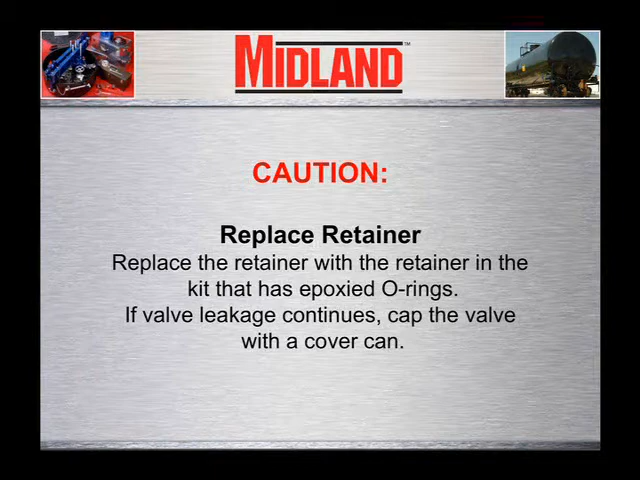 MIDLAND™
CAUTION:
Replace Retainer
Replace the retainer with the retainer in the
kit that has epoxied O-rings.
If valve leakage continues, cap the valve
with a cover can.